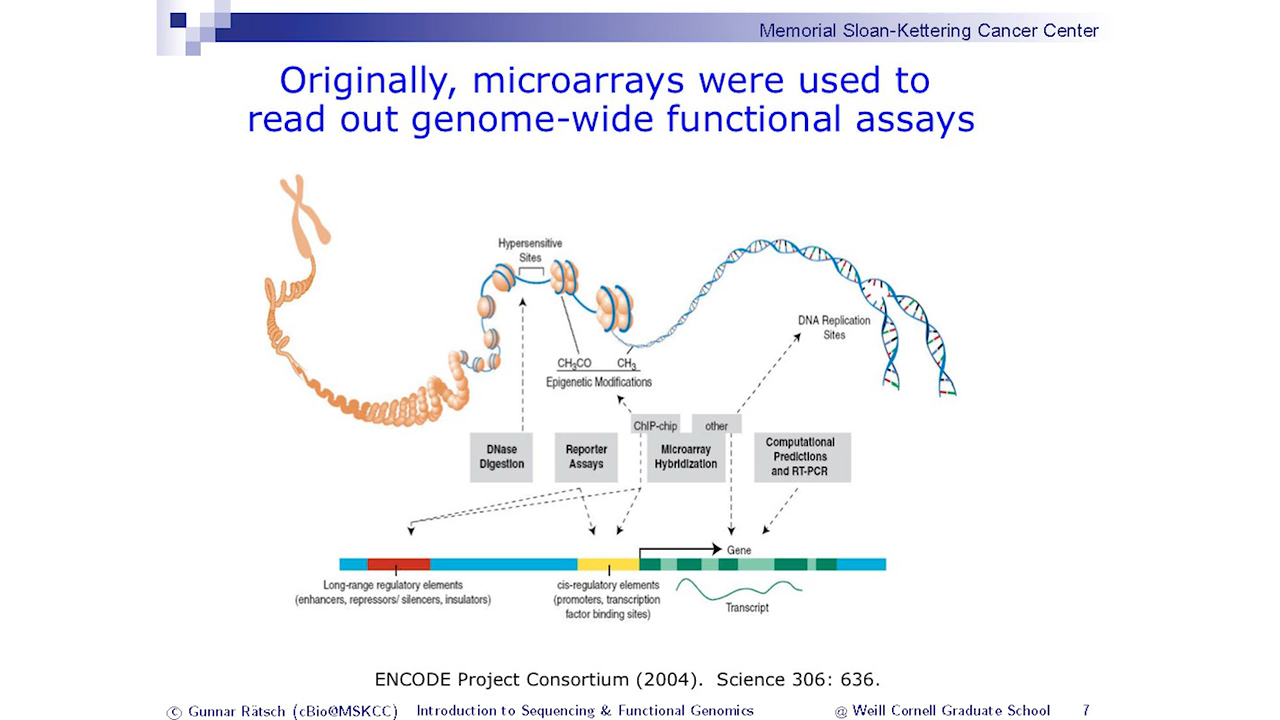 Memorial Sloan-Kettering Cancer Center
Originally, microarrays were used to
read out genome-wide functional assays
Hypersensitive
Sites
DNA Replication
Sites
CH₃CO
CH₃
Epigenetic Modifications
ChIP-chip
other
DNase
Digestion
Reporter
Assays
Microarray
Hybridization
Computational
Predictions
and RT-PCR
Gene
Long-range regulatory elements
(enhancers, repressors/ silencers, insulators)
cis-regulatory elements
(promoters, transcription
factor binding sites)
Transcript
ENCODE Project Consortium (2004). Science 306: 636.
© Gunnar Rätsch (cBio@MSKCC) Introduction to Sequencing & Functional Genomics @ Weill Cornell Graduate School 7